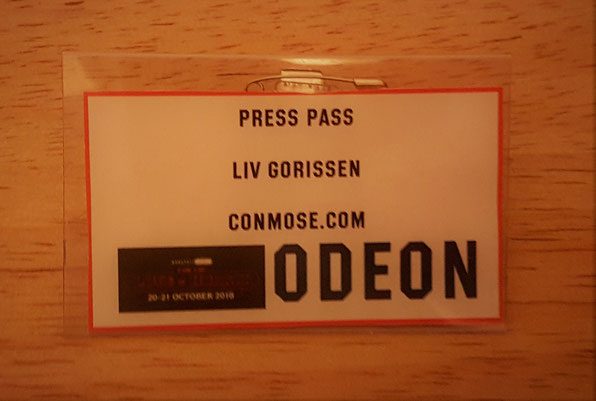 PRESS PASS
LIV GORISSEN
CONMOSE.COM
ODEON
20-21 OCTOBER 2018